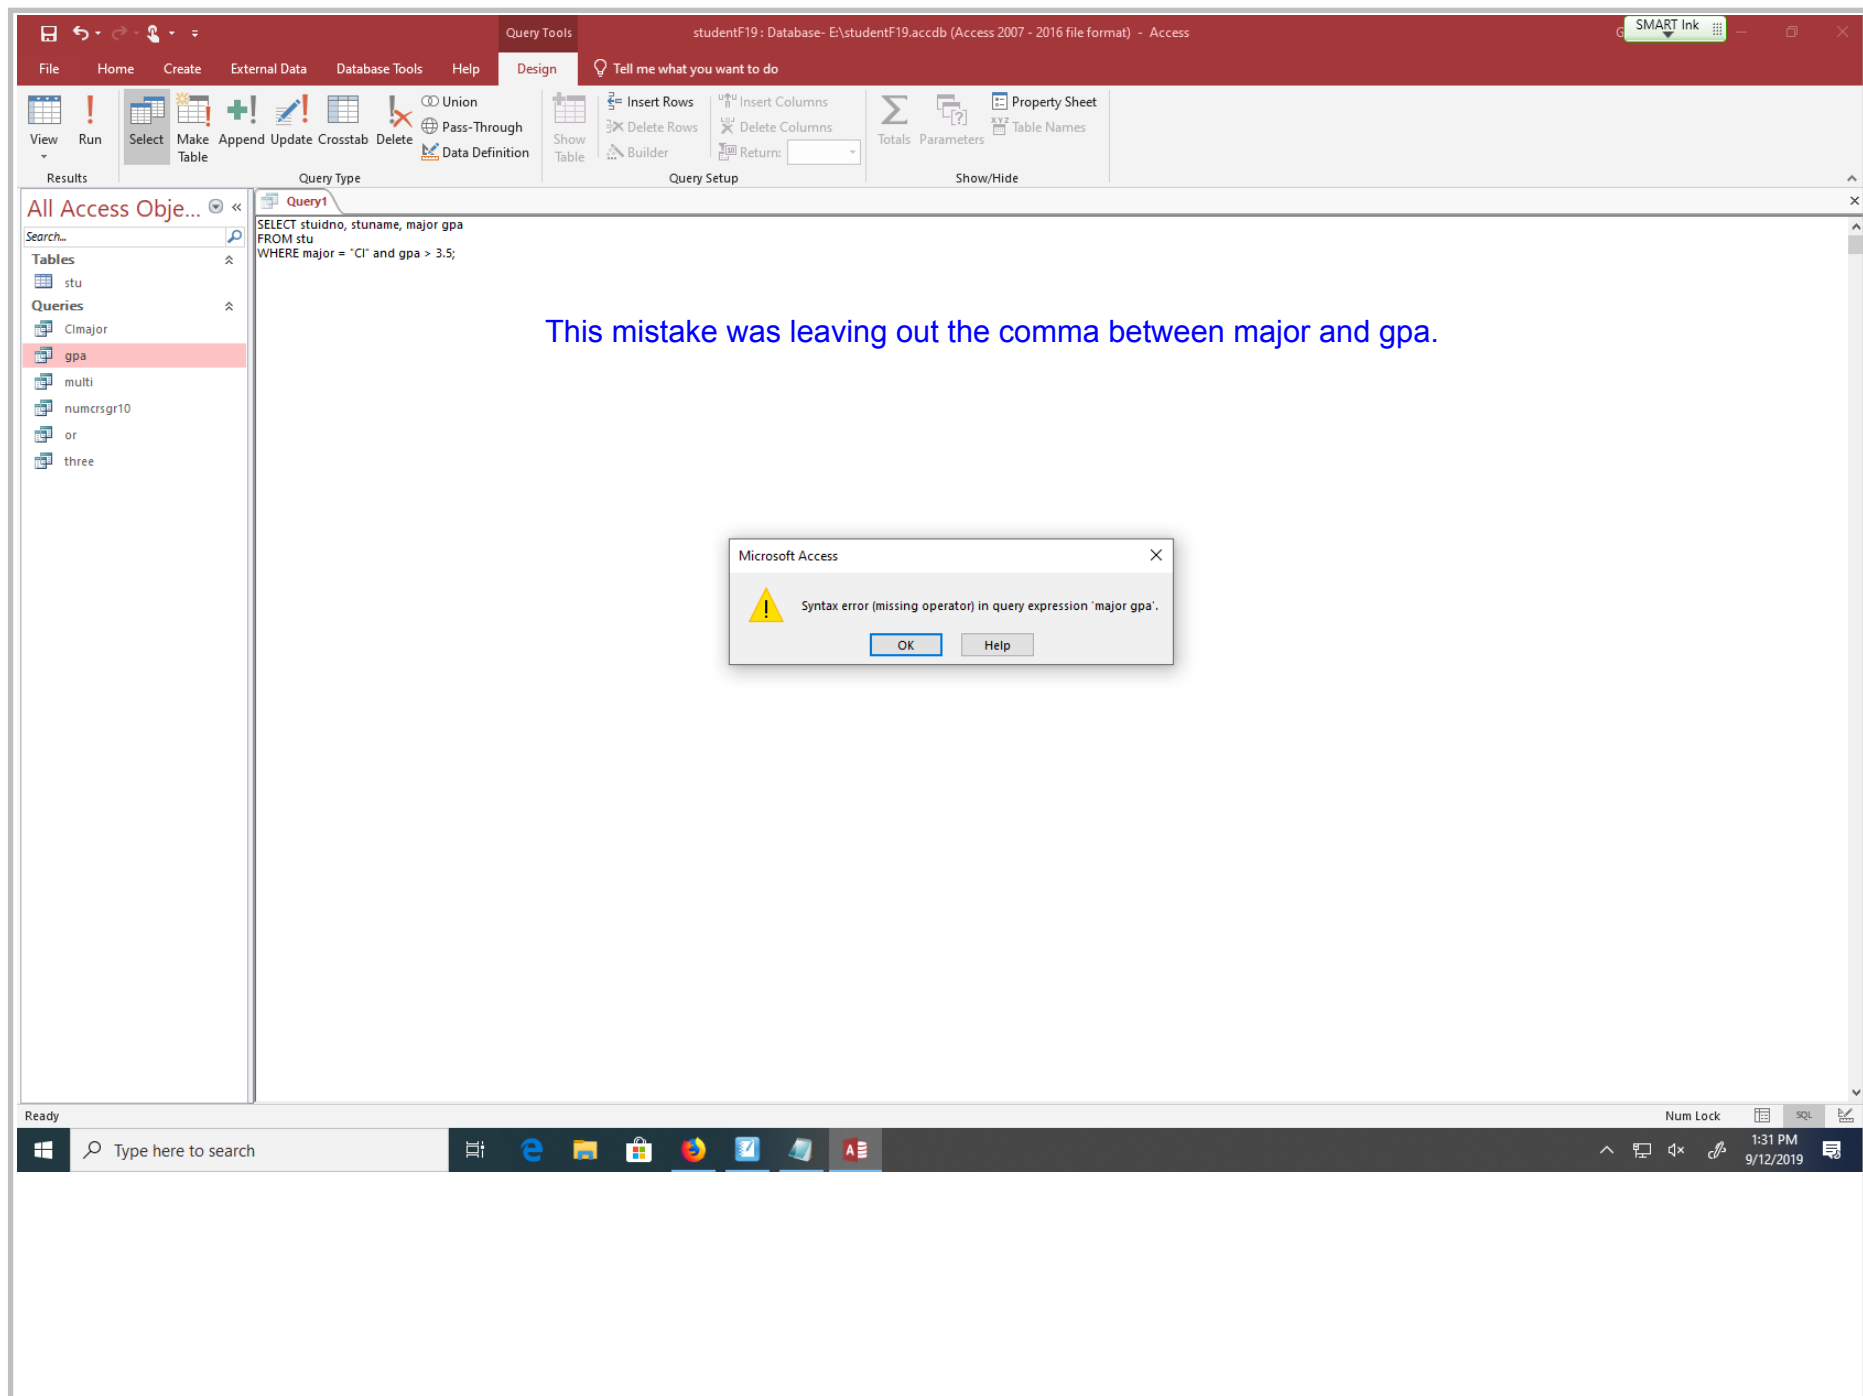 Query Tools
studentF19 : Database- E:\studentF19.accdb (Access 2007 - 2016 file format) - Access
G
SMART Ink
File Home Create External Data Database Tools Help Design Tell me what you want to do
View
Run
Select
Make Table
Append
Update
Crosstab
Delete
Union
Pass-Through
Data Definition
Show Table
Insert Rows
Delete Rows
Builder
Insert Columns
Delete Columns
Return:
Totals
Parameters
Property Sheet
Table Names
Results
Query Type
Query Setup
Show/Hide
All Access Obje...
Search...
Tables
stu
Queries
CImajor
gpa
multi
numcrsgr10
or
three
Query1
SELECT stuidno, stuname, major gpa
FROM stu
WHERE major = "CI" and gpa > 3.5;
This mistake was leaving out the comma between major and gpa.
Microsoft Access
Syntax error (missing operator) in query expression 'major gpa'.
OK
Help
Ready
Num Lock
SQL
Type here to search
1:31 PM
9/12/2019